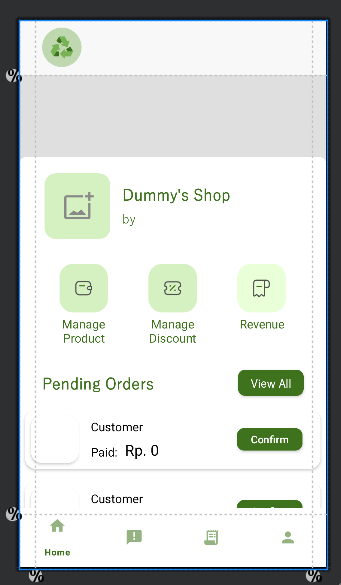 Dummy's Shop
by
Manage
Product
Manage
Discount
Revenue
Pending Orders
View All
Customer
Paid: Rp. 0
Confirm
Customer
Home